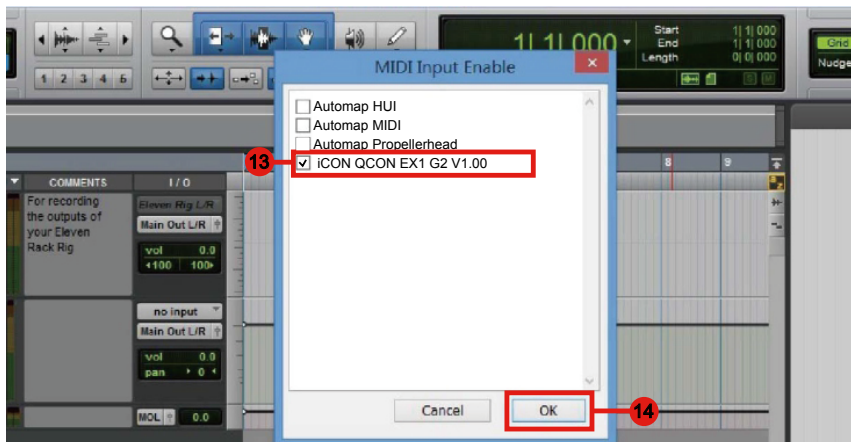 1| 1| 000
Start 1| 1| 000
End 1| 1| 000
Length 0| 0| 000
Grid
Nudge
1 2 3 4 5
MIDI Input Enable
Automap HUI
Automap MIDI
Automap Propellerhead
13
iCON QCON EX1 G2 V1.00
8 9
COMMENTS I / O
For recording
the outputs of
your Eleven
Rack Rig
Eleven Rig L/R
Main Out L/R
vol 0.0
100 100
no input
Main Out L/R
vol 0.0
pan 0
MOL 0.0
Cancel OK
14